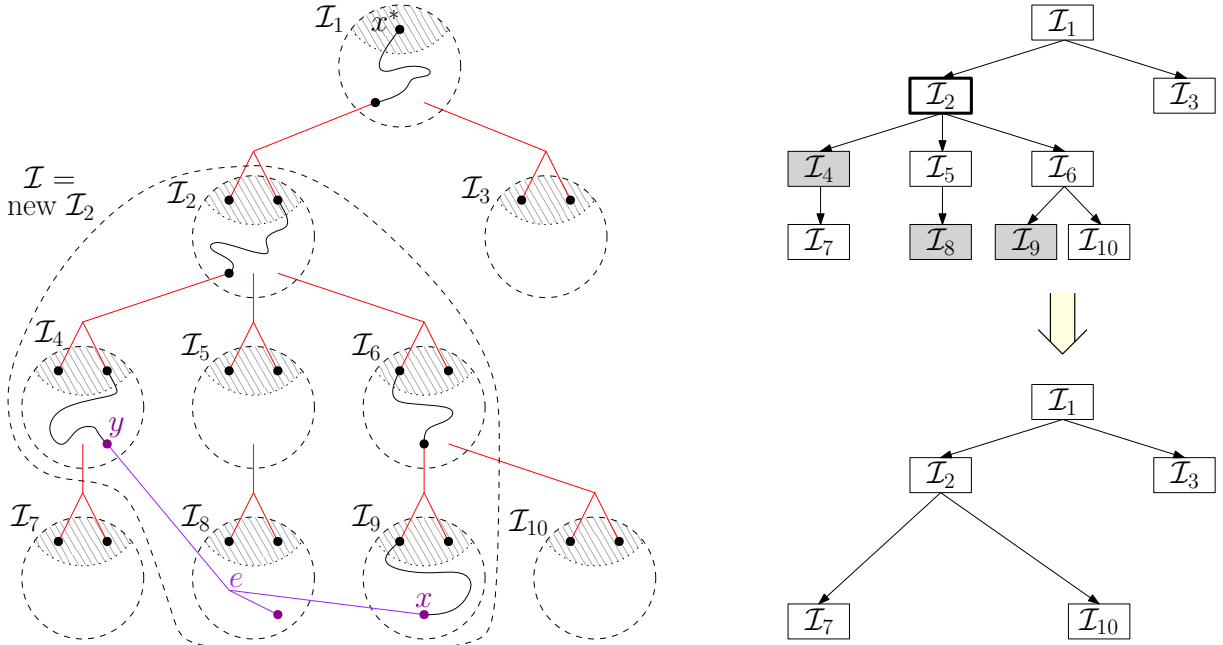 𝓘₁ x*
𝓘 =
new 𝓘₂
𝓘₂ 𝓘₃
𝓘₄ 𝓘₅ 𝓘₆
y
𝓘₇ 𝓘₈ 𝓘₉ 𝓘₁₀
e x
𝓘₁
𝓘₂ 𝓘₃
𝓘₄ 𝓘₅ 𝓘₆
𝓘₇ 𝓘₈ 𝓘₉ 𝓘₁₀
𝓘₁
𝓘₂ 𝓘₃
𝓘₇ 𝓘₁₀